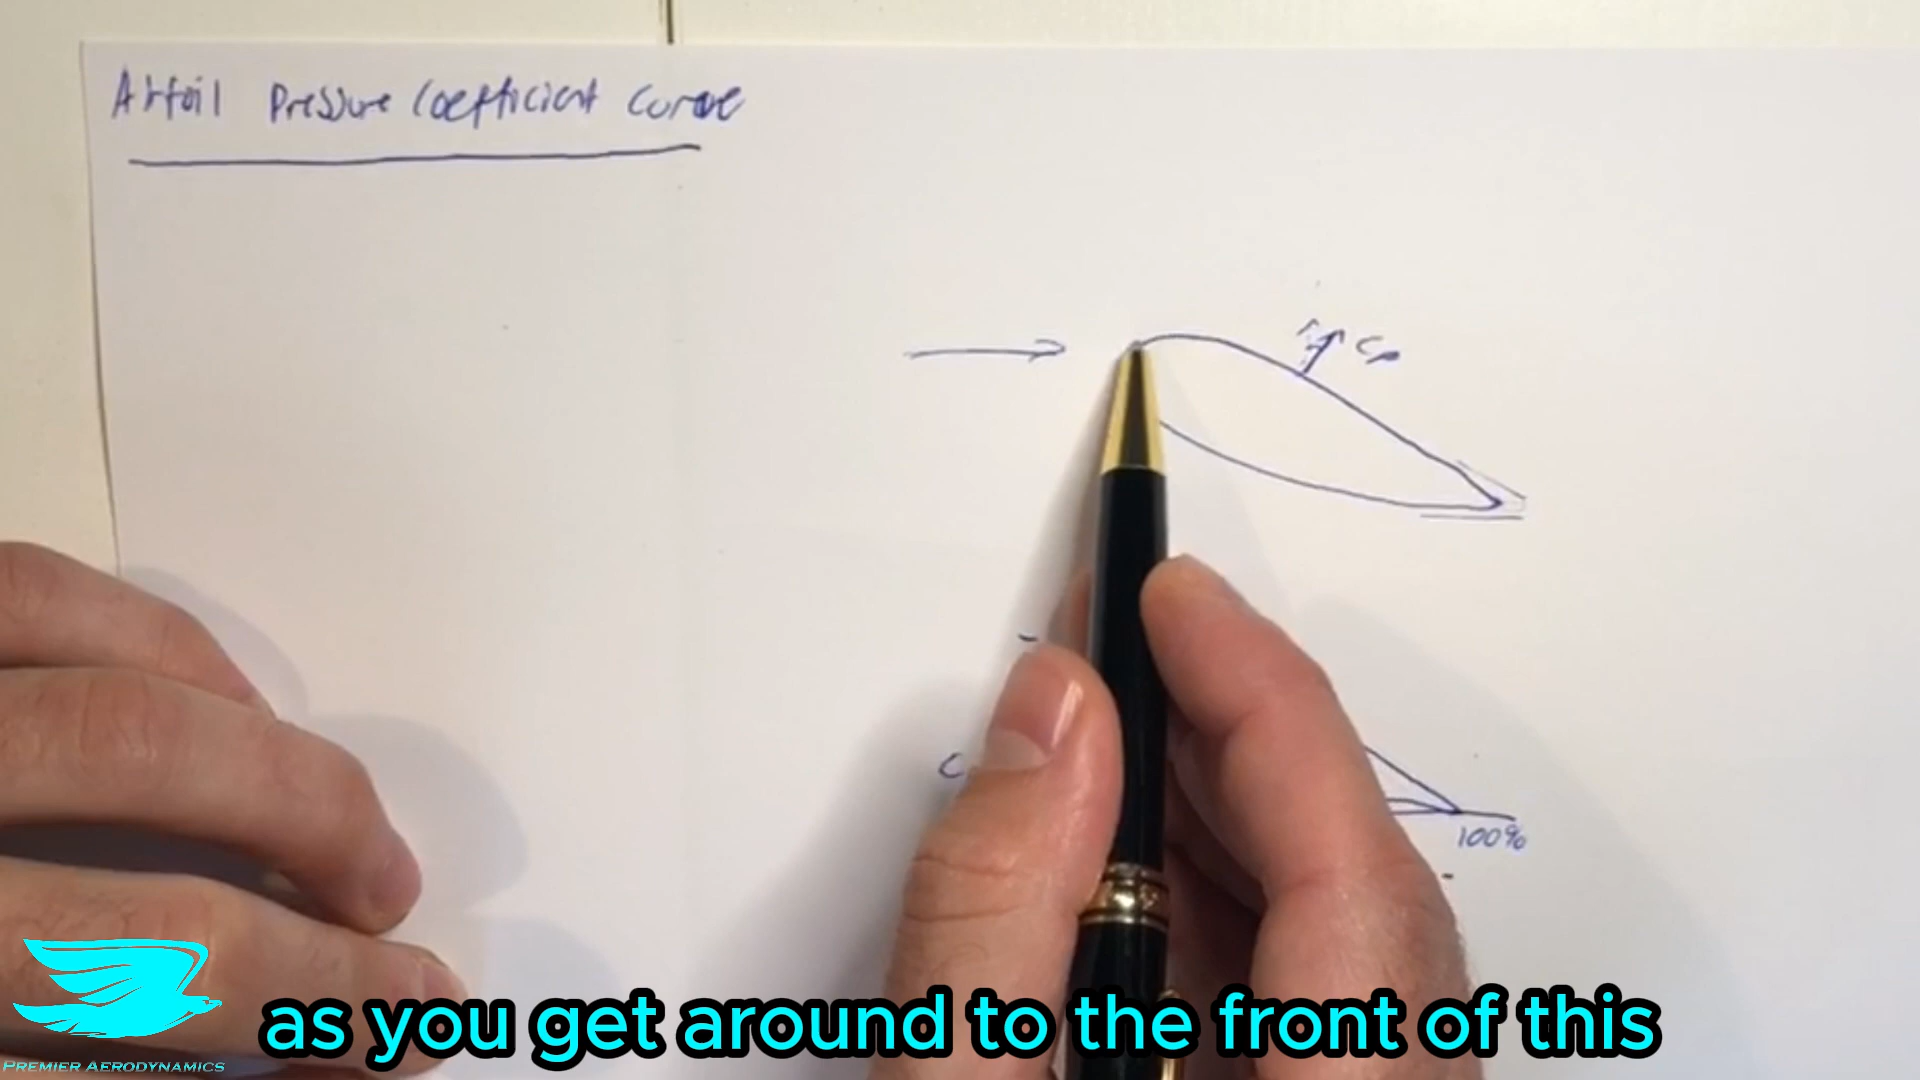 Airfoil Pressure Coefficient Curve
Cp
C
100%
as you get around to the front of this
PREMIER AERODYNAMICS